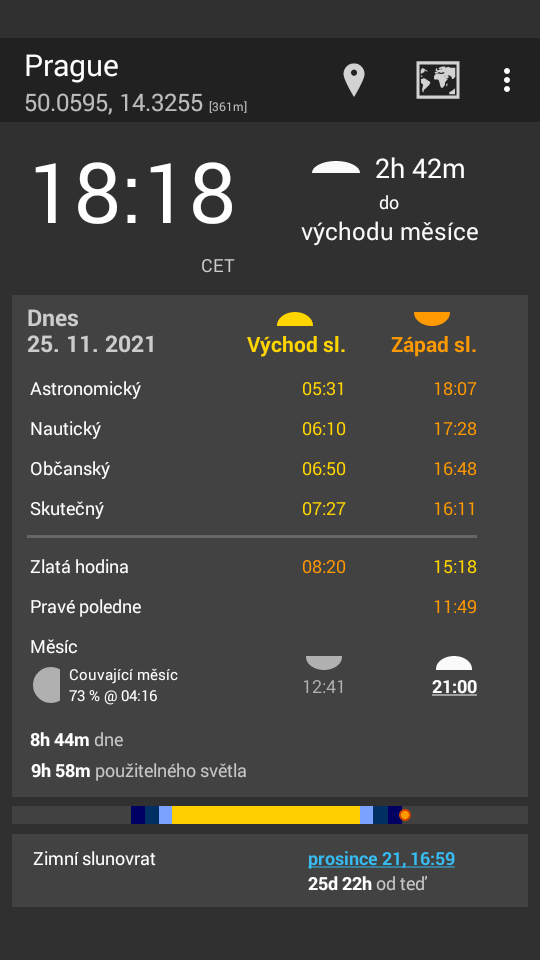 Prague
50.0595, 14.3255 [361m]
18:18
CET
2h 42m
do
východu měsíce
Dnes
25. 11. 2021
Východ sl.
Západ sl.
Astronomický 05:31 18:07
Nautický 06:10 17:28
Občanský 06:50 16:48
Skutečný 07:27 16:11
Zlatá hodina 08:20 15:18
Pravé poledne 11:49
Měsíc
Couvající měsíc
73 % @ 04:16
12:41 21:00
8h 44m dne
9h 58m použitelného světla
Zimní slunovrat prosince 21, 16:59
25d 22h od teď